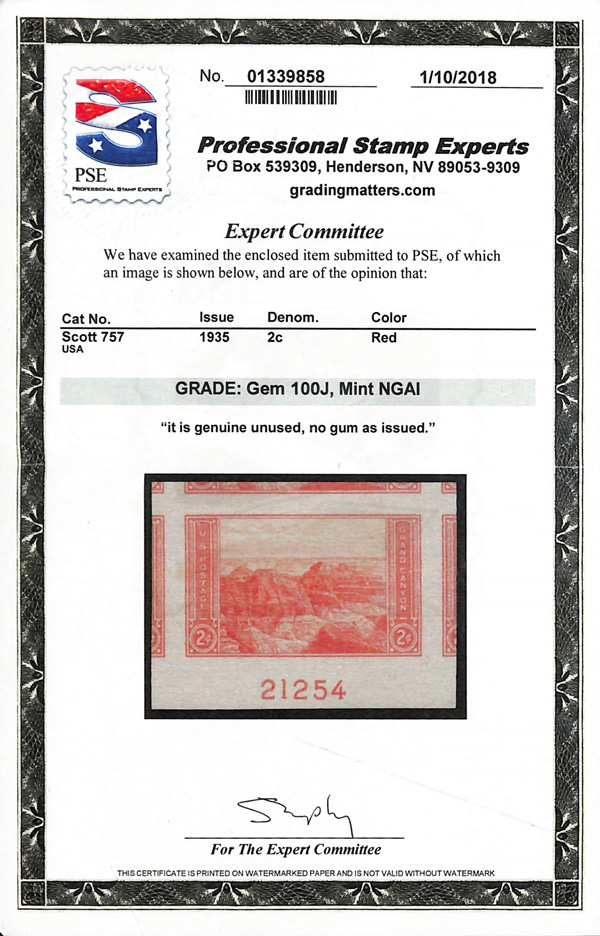 No. 01339858 1/10/2018
PSE
PROFESSIONAL STAMP EXPERTS
Professional Stamp Experts
PO Box 539309, Henderson, NV 89053-9309
gradingmatters.com
Expert Committee
We have examined the enclosed item submitted to PSE, of which
an image is shown below, and are of the opinion that:
Cat No. Issue Denom. Color
Scott 757 1935 2c Red
USA
GRADE: Gem 100J, Mint NGAI
“it is genuine unused, no gum as issued.”
U S POSTAGE
GRAND CANYON
2¢ 2¢
21254
For The Expert Committee
THIS CERTIFICATE IS PRINTED ON WATERMARKED PAPER AND IS NOT VALID WITHOUT WATERMARK